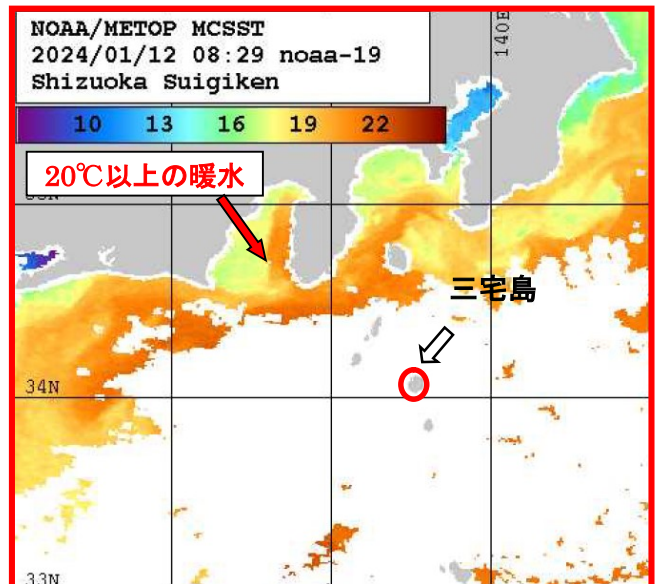 NOAA/METOP MCSST
2024/01/12 08:29 noaa-19
Shizuoka Suigiken
10 13 16 19 22
140E
20℃以上の暖水
三宅島
34N
33N